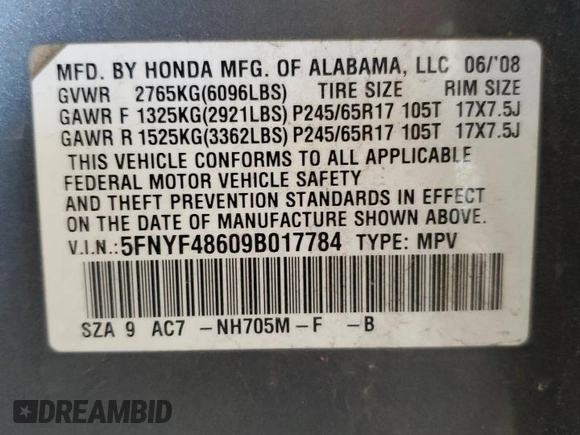 MFD. BY HONDA MFG. OF ALABAMA, LLC 06/'08
GVWR 2765KG(6096LBS) TIRE SIZE RIM SIZE
GAWR F 1325KG(2921LBS) P245/65R17 105T 17X7.5J
GAWR R 1525KG(3362LBS) P245/65R17 105T 17X7.5J
THIS VEHICLE CONFORMS TO ALL APPLICABLE
FEDERAL MOTOR VEHICLE SAFETY
AND THEFT PREVENTION STANDARDS IN EFFECT
ON THE DATE OF MANUFACTURE SHOWN ABOVE.
V.I.N.:5FNYF48609B017784 TYPE: MPV
SZA 9 AC7 -NH705M-F -B
DREAMBID